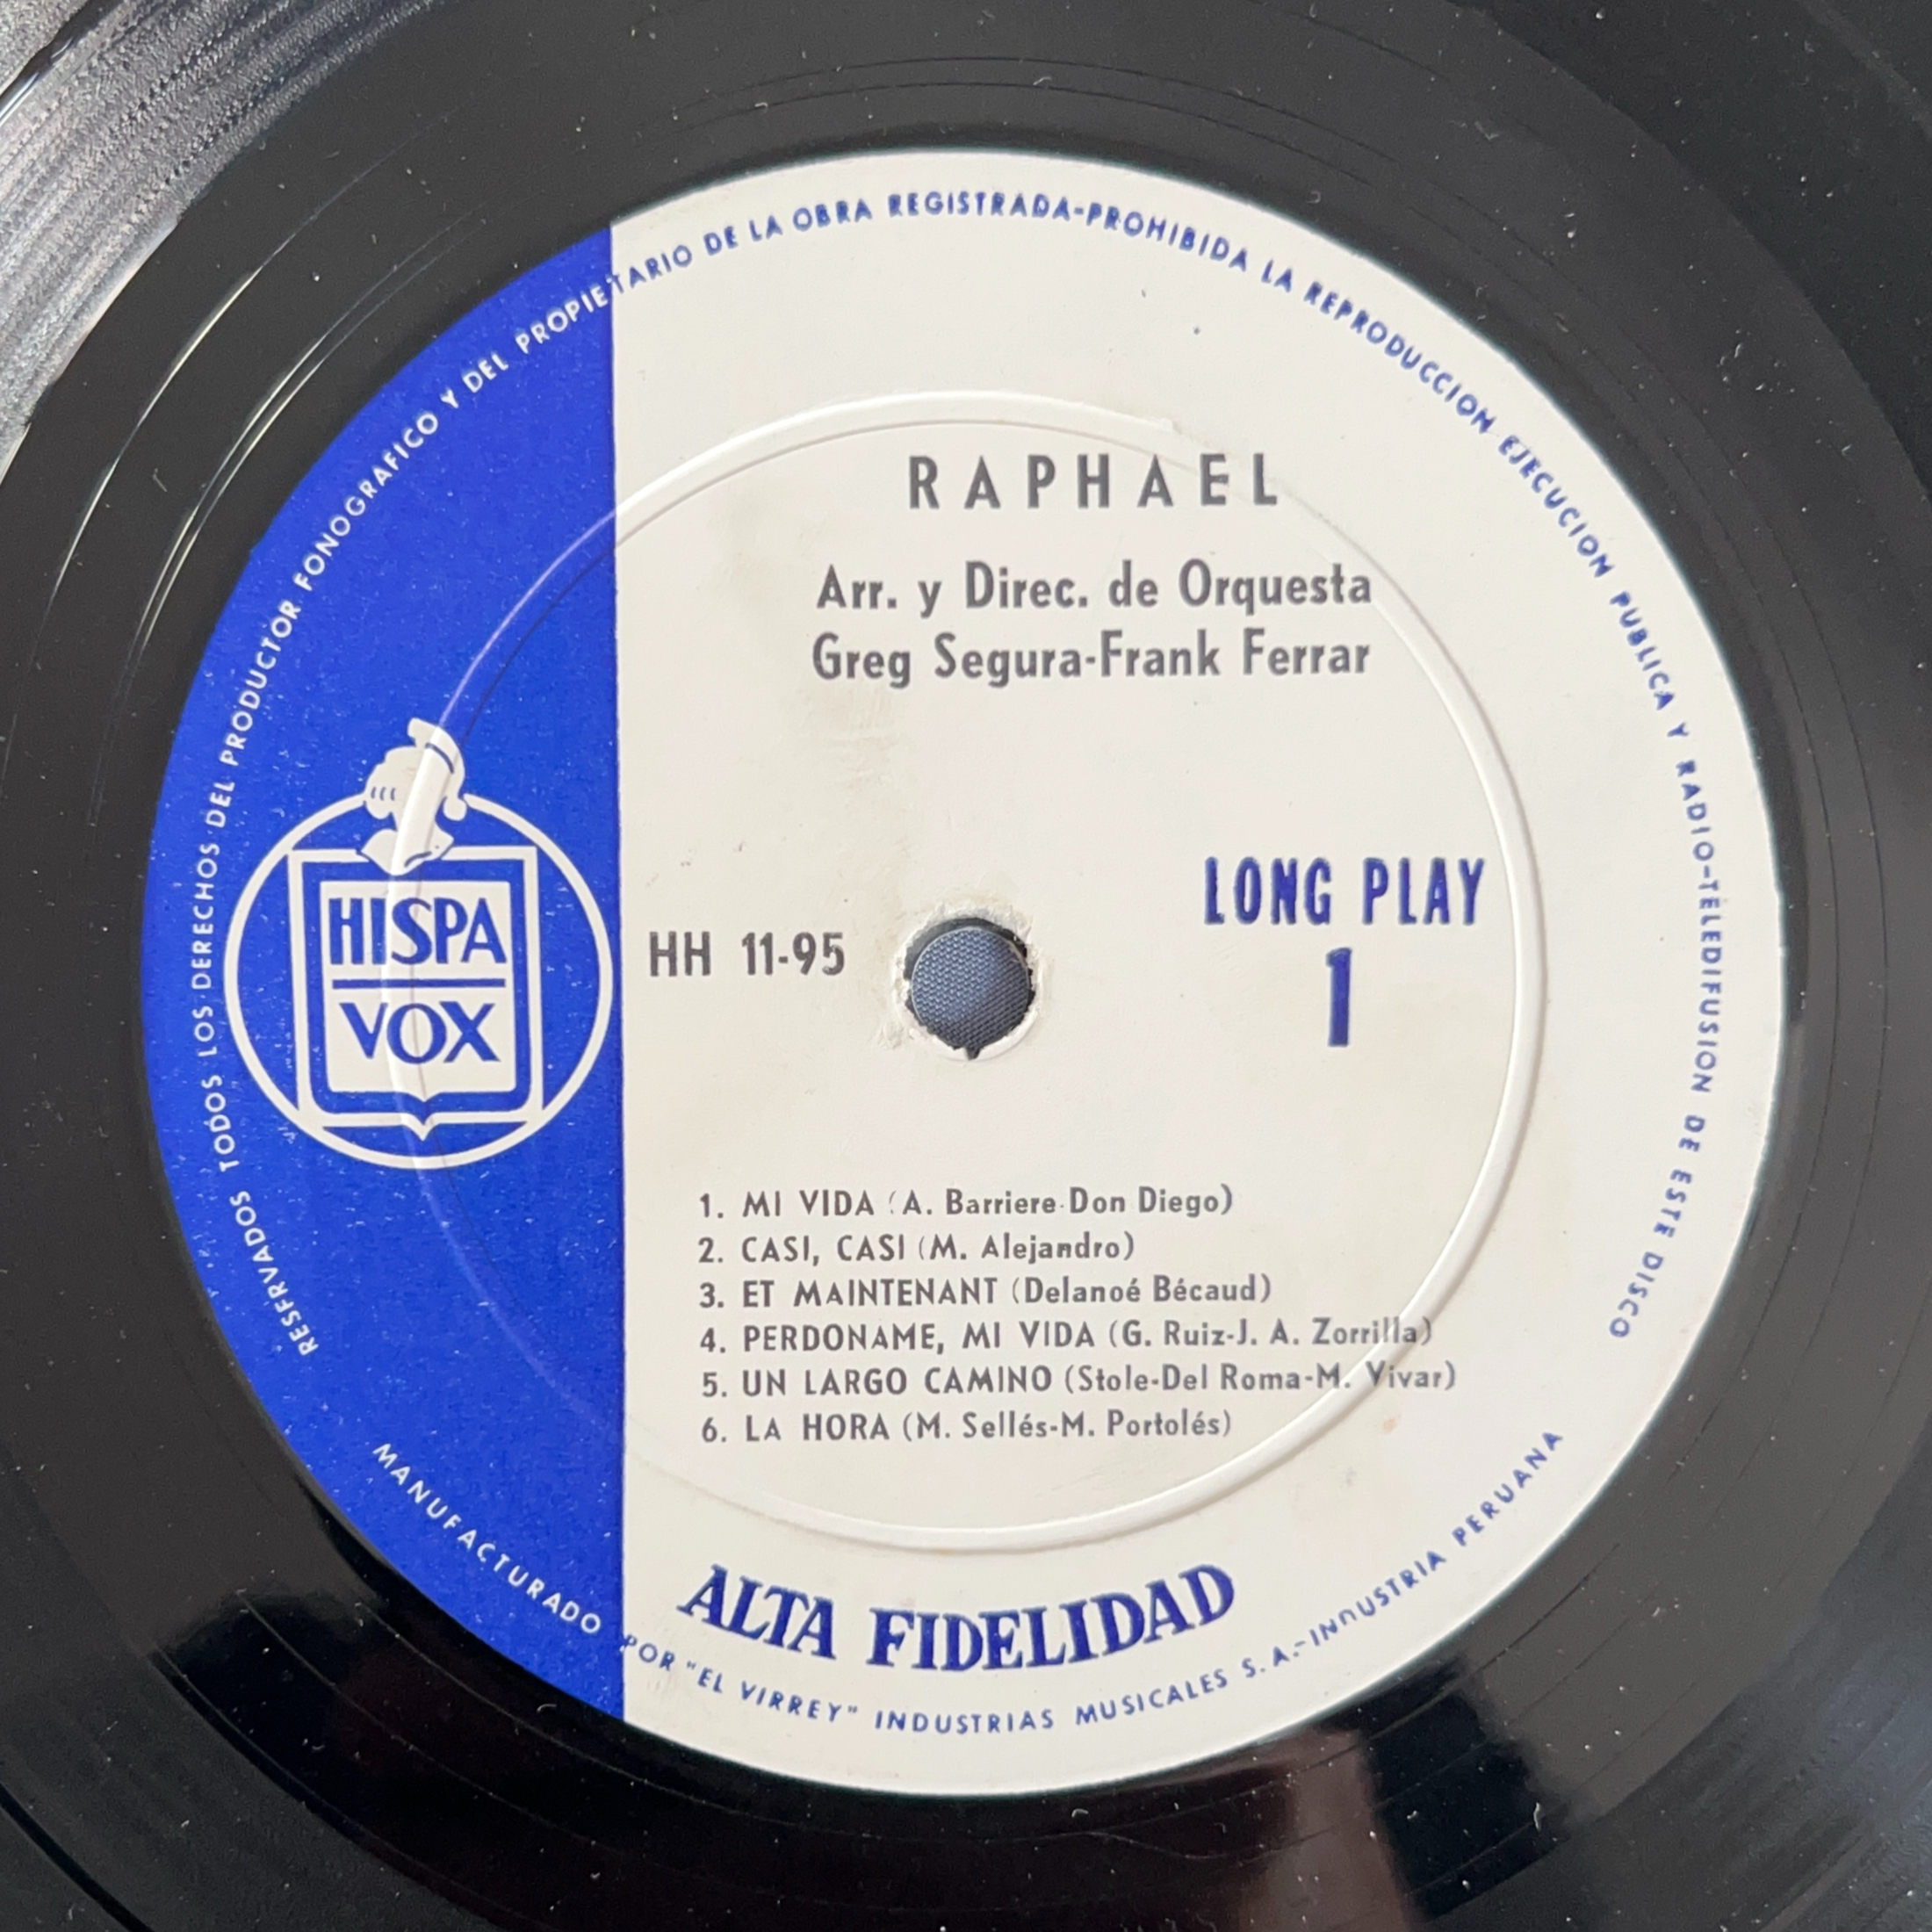 RESERVADOS TODOS LOS DERECHOS DEL PRODUCTOR FONOGRAFICO Y DEL PROPIETARIO DE LA OBRA REGISTRADA-PROHIBIDA LA REPRODUCCION EJECUCION PUBLICA Y RADIO-TELEDIFUSION DE ESTE DISCO
RAPHAEL
Arr. y Direc. de Orquesta
Greg Segura-Frank Ferrar
HISPA
VOX
HH 11-95
LONG PLAY
1
1. MI VIDA (A. Barriere-Don Diego)
2. CASI, CASI (M. Alejandro)
3. ET MAINTENANT (Delanoé Bécaud)
4. PERDONAME, MI VIDA (G. Ruiz-J. A. Zorrilla)
5. UN LARGO CAMINO (Stole-Del Roma-M. Vivar)
6. LA HORA (M. Sellés-M. Portolés)
ALTA FIDELIDAD
MANUFACTURADO POR "EL VIRREY" INDUSTRIAS MUSICALES S. A.-INDUSTRIA PERUANA